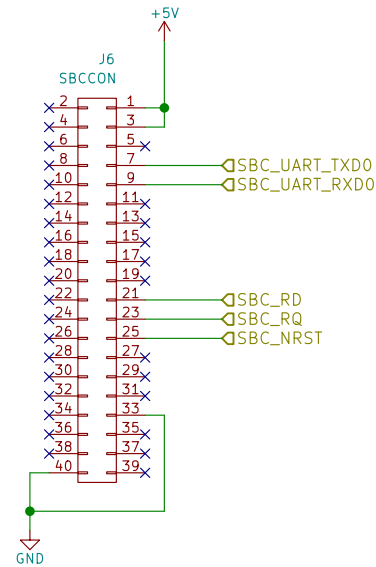 +5V
J6
SBCCON
2 1
4 3
6 5
8 7 SBC_UART_TXD0
10 9 SBC_UART_RXD0
12 11
14 13
16 15
18 17
20 19
22 21 SBC_RD
24 23 SBC_RQ
26 25 SBC_NRST
28 27
30 29
32 31
34 33
36 35
38 37
40 39
GND